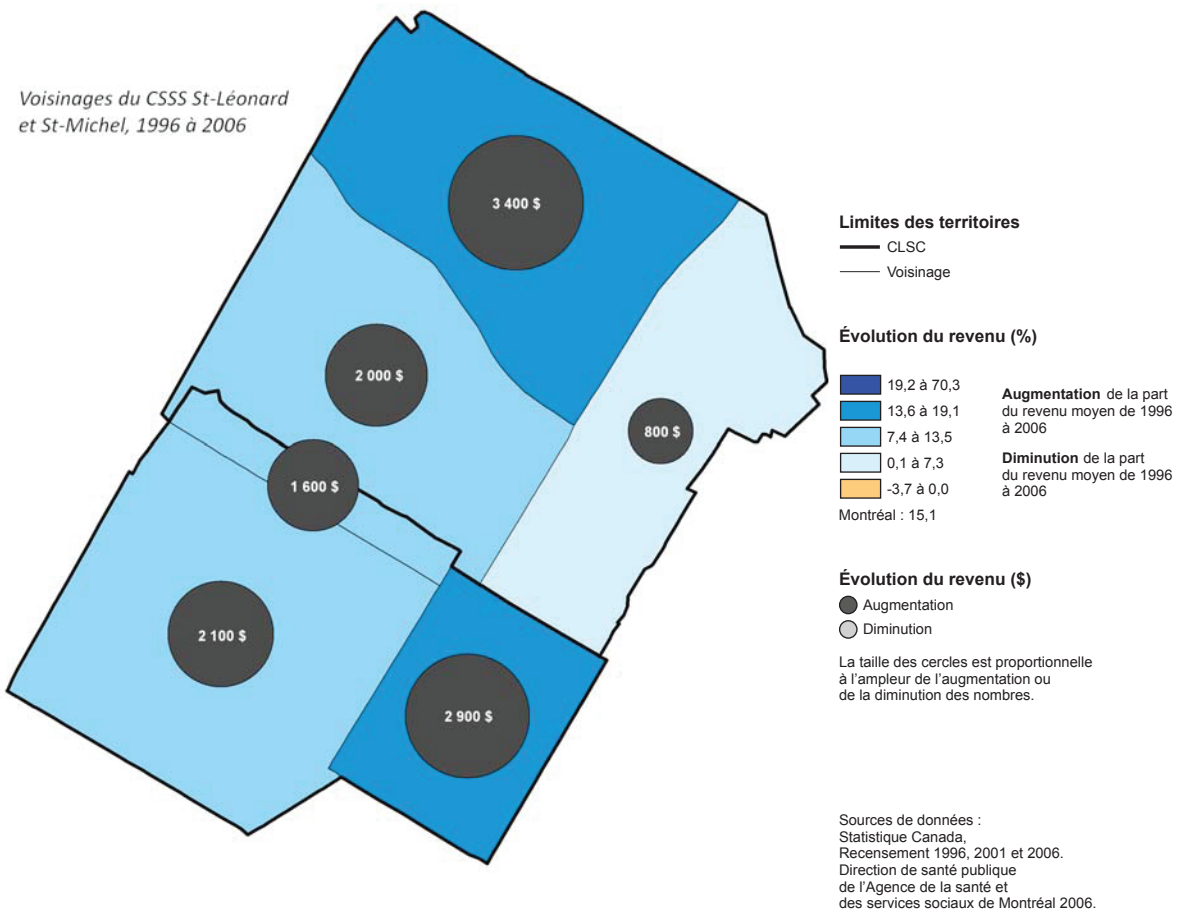 Voisinages du CSSS St-Léonard
et St-Michel, 1996 à 2006
3 400 $
2 000 $
800 $
1 600 $
2 100 $
2 900 $
Limites des territoires
CLSC
Voisinage
Évolution du revenu (%)
19,2 à 70,3
13,6 à 19,1
7,4 à 13,5
0,1 à 7,3
-3,7 à 0,0
Augmentation de la part
du revenu moyen de 1996
à 2006
Diminution de la part
du revenu moyen de 1996
à 2006
Montréal : 15,1
Évolution du revenu ($)
Augmentation
Diminution
La taille des cercles est proportionnelle
à l'ampleur de l'augmentation ou
de la diminution des nombres.
Sources de données :
Statistique Canada,
Recensement 1996, 2001 et 2006.
Direction de santé publique
de l'Agence de la santé et
des services sociaux de Montréal 2006.